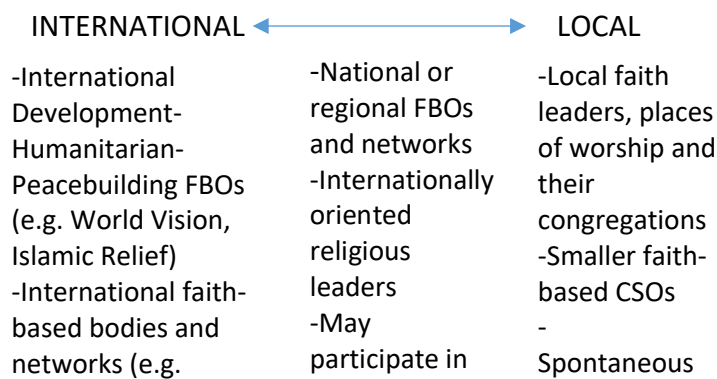 INTERNATIONAL
LOCAL
-International
Development-
Humanitarian-
Peacebuilding FBOs
(e.g. World Vision,
Islamic Relief)
-International faith-
based bodies and
networks (e.g.
-National or
regional FBOs
and networks
-Internationally
oriented
religious
leaders
-May
participate in
-Local faith
leaders, places
of worship and
their
congregations
-Smaller faith-
based CSOs
-
Spontaneous